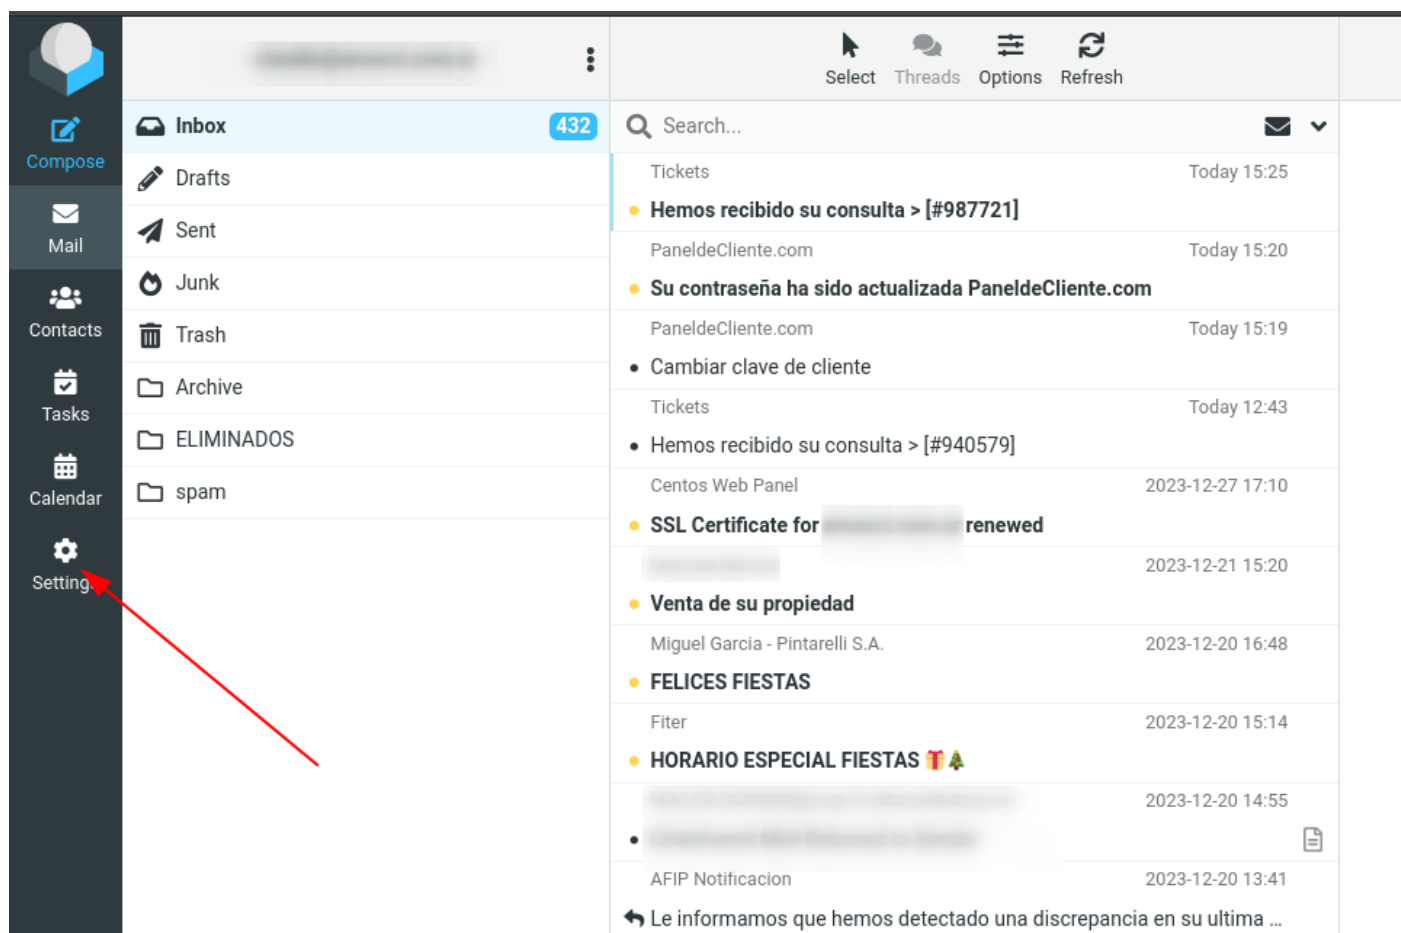 Compose
Mail
Contacts
Tasks
Calendar
Settings
Inbox 432
Drafts
Sent
Junk
Trash
Archive
ELIMINADOS
spam
Select Threads Options Refresh
Search...
Tickets Today 15:25
Hemos recibido su consulta > [#987721]
PaneldeCliente.com Today 15:20
Su contraseña ha sido actualizada PaneldeCliente.com
PaneldeCliente.com Today 15:19
Cambiar clave de cliente
Tickets Today 12:43
Hemos recibido su consulta > [#940579]
Centos Web Panel 2023-12-27 17:10
SSL Certificate for renewed
2023-12-21 15:20
Venta de su propiedad
Miguel Garcia - Pintarelli S.A. 2023-12-20 16:48
FELICES FIESTAS
Fiter 2023-12-20 15:14
HORARIO ESPECIAL FIESTAS 🎁🎄
2023-12-20 14:55
AFIP Notificacion 2023-12-20 13:41
Le informamos que hemos detectado una discrepancia en su ultima ...